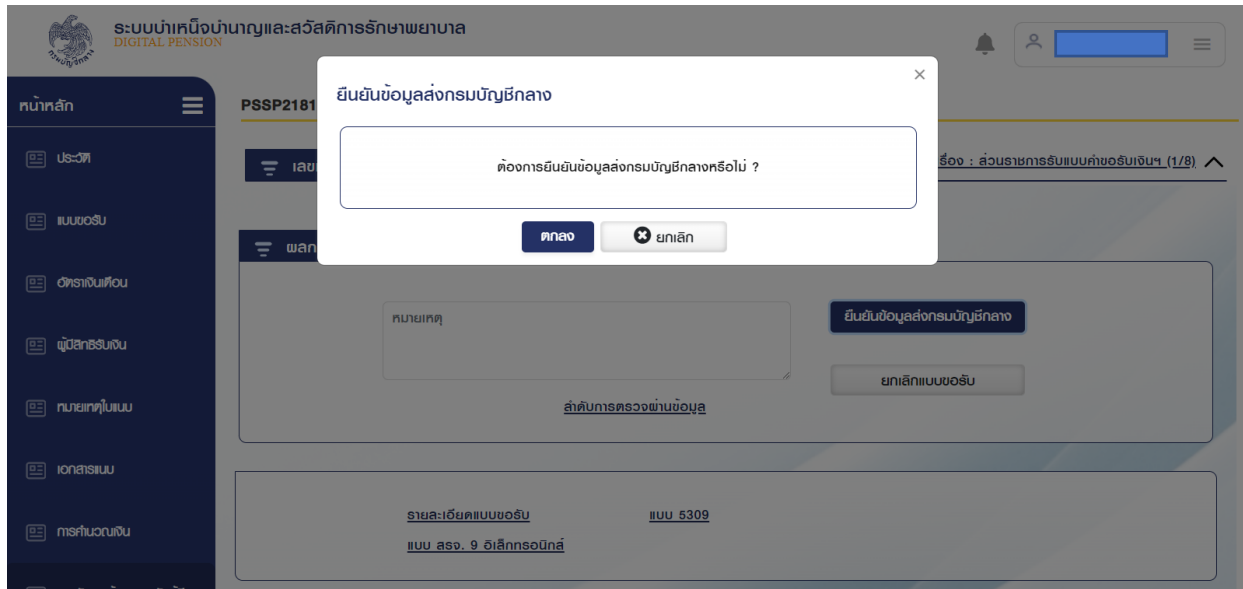 ระบบบำเหน็จบำนาญและสวัสดิการรักษาพยาบาล
DIGITAL PENSION
กรมบัญชีกลาง
หน้าหลัก
PSSP2181
ยืนยันข้อมูลส่งกรมบัญชีกลาง
ต้องการยืนยันข้อมูลส่งกรมบัญชีกลางหรือไม่ ?
ตกลง
ยกเลิก
ประวัติ
รื่อง : ส่วนราชการรับแบบคำขอรับเงินฯ (1/8)
แบบขอรับ
อัตราเงินเดือน
หมายเหตุ
ยืนยันข้อมูลส่งกรมบัญชีกลาง
ผู้มีสิทธิรับเงิน
ยกเลิกแบบขอรับ
หมายเหตุใบแนบ
ลำดับการตรวจผ่านข้อมูล
เอกสารแนบ
การคำนวณเงิน
รายละเอียดแบบขอรับ แบบ 5309
แบบ สรจ. 9 อิเล็กทรอนิกส์